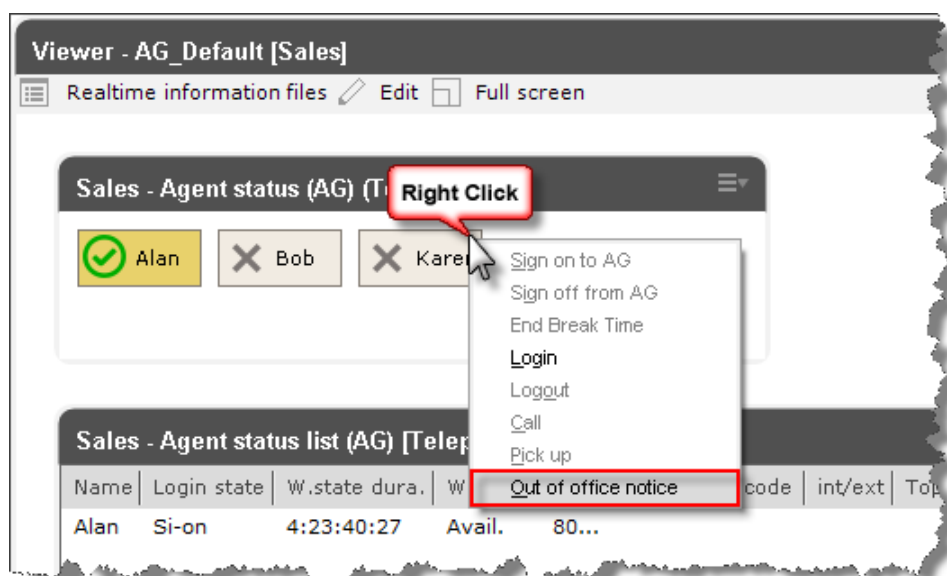 Viewer - AG_Default [Sales]
Realtime information files Edit Full screen
Sales - Agent status (AG)
Right Click
Alan Bob
Sign on to AG
Sign off from AG
End Break Time
Login
Logout
Call
Pick up
Out of office notice
Sales - Agent status list (AG)
Name Login state W.state dura. W code int/ext
Alan Si-on 4:23:40:27 Avail. 80...